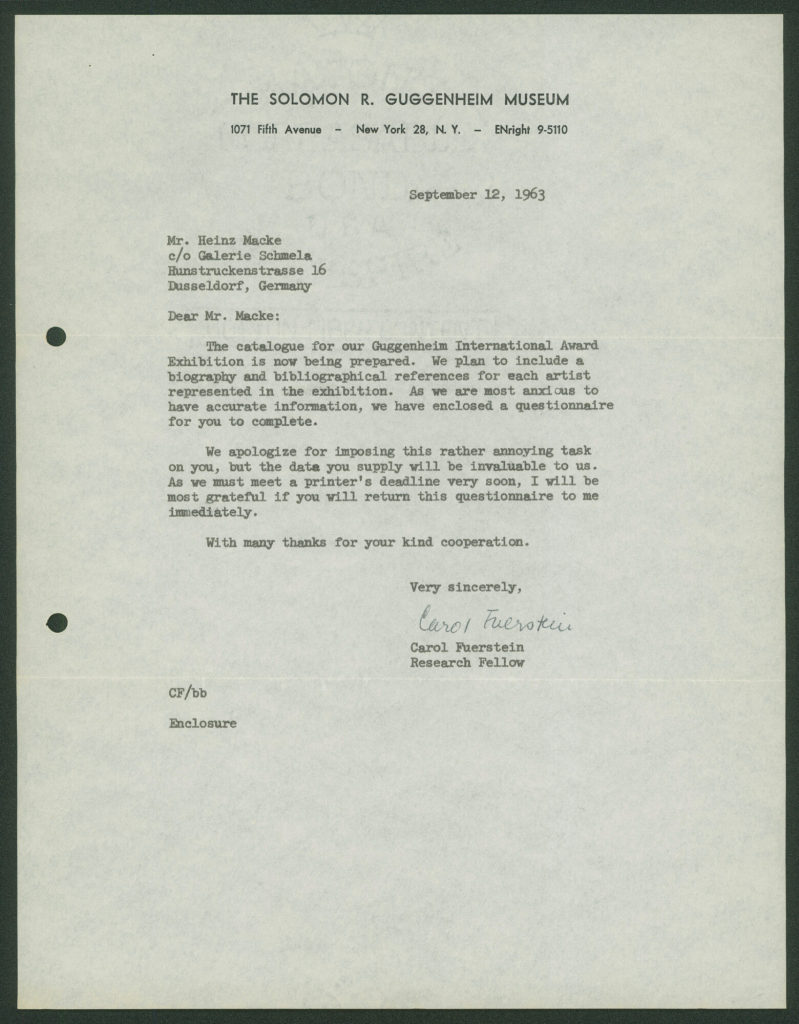 THE SOLOMON R. GUGGENHEIM MUSEUM
1071 Fifth Avenue – New York 28, N. Y. – ENright 9-5110
September 12, 1963
Mr. Heinz Macke
c/o Galerie Schmela
Hunstruckenstrasse 16
Dusseldorf, Germany
Dear Mr. Macke:
The catalogue for our Guggenheim International Award
Exhibition is now being prepared. We plan to include a
biography and bibliographical references for each artist
represented in the exhibition. As we are most anxious to
have accurate information, we have enclosed a questionnaire
for you to complete.
We apologize for imposing this rather annoying task
on you, but the data you supply will be invaluable to us.
As we must meet a printer's deadline very soon, I will be
most grateful if you will return this questionnaire to me
immediately.
With many thanks for your kind cooperation.
Very sincerely,
Carol Fuerstein
Carol Fuerstein
Research Fellow
CF/bb
Enclosure